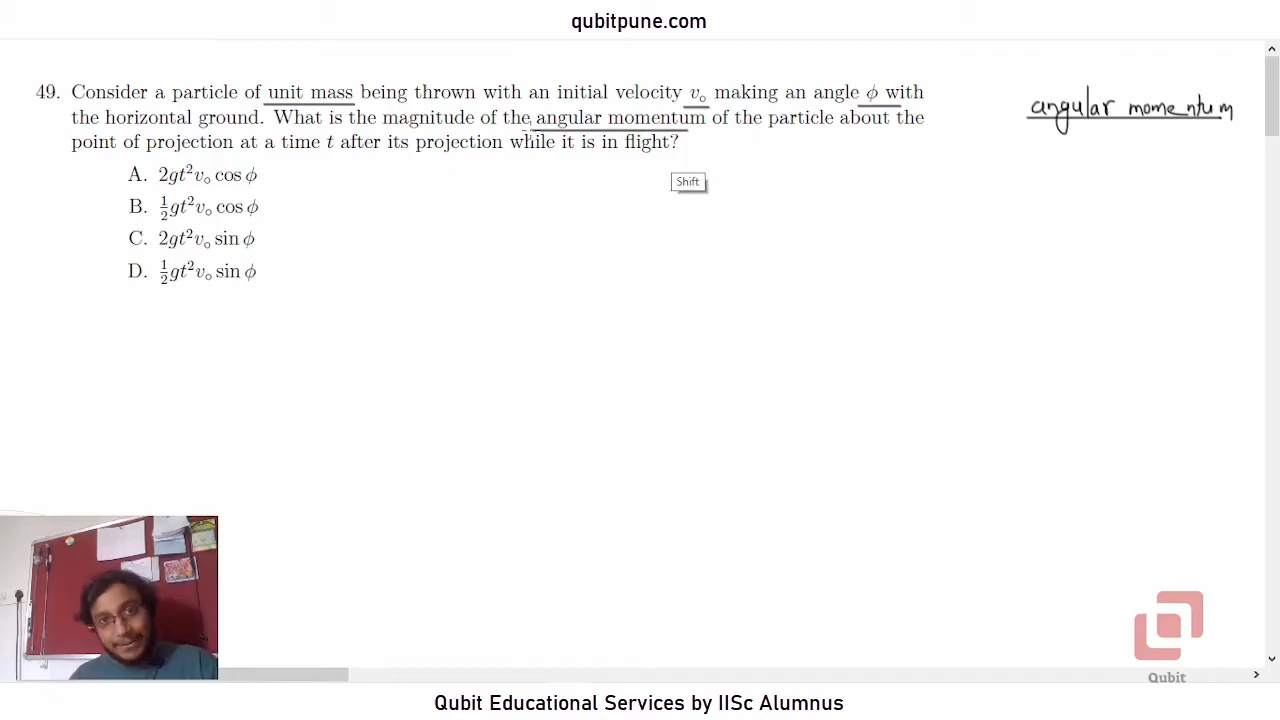 qubitpune.com
49. Consider a particle of unit mass being thrown with an initial velocity v₀ making an angle ϕ with
the horizontal ground. What is the magnitude of the angular momentum of the particle about the
point of projection at a time t after its projection while it is in flight?
angular momentum
Shift
A. 2gt²v₀ cos ϕ
B. ½gt²v₀ cos ϕ
C. 2gt²v₀ sin ϕ
D. ½gt²v₀ sin ϕ
Qubit
Qubit Educational Services by IISc Alumnus